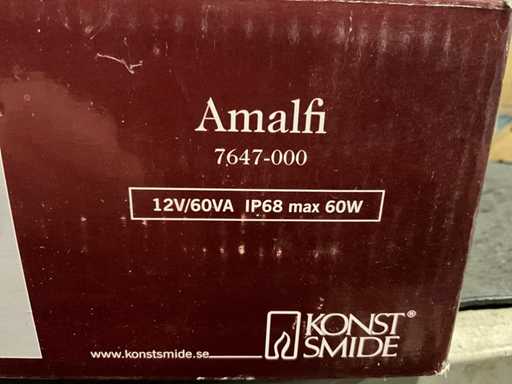 Amalfi
7647-000
12V/60VA IP68 max 60W
www.konstsmide.se
KONST®
SMIDE